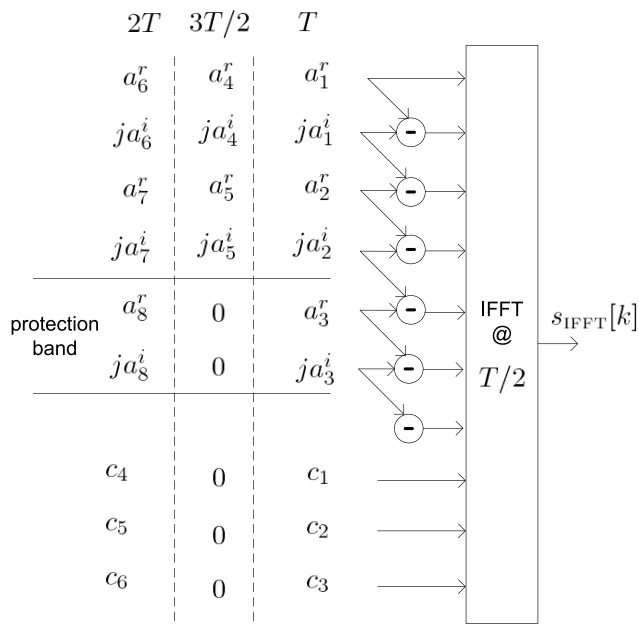 2T 3T/2 T
a_6^r a_4^r a_1^r
ja_6^i ja_4^i ja_1^i -
a_7^r a_5^r a_2^r -
ja_7^i ja_5^i ja_2^i -
protection band
a_8^r 0 a_3^r -
ja_8^i 0 ja_3^i -
-
c_4 0 c_1
c_5 0 c_2
c_6 0 c_3
IFFT
@
T/2
s_IFFT[k]